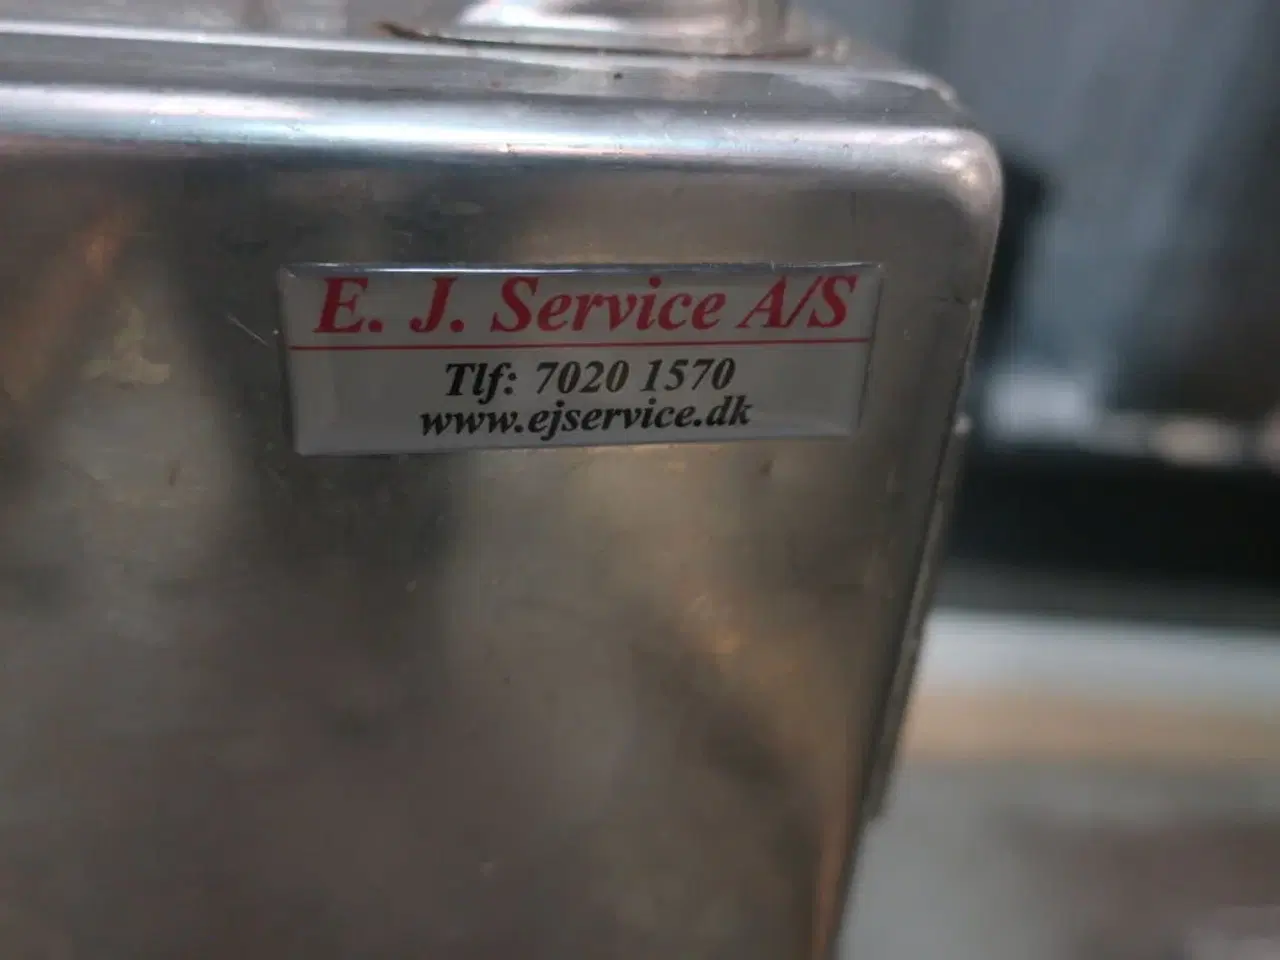 E. J. Service A/S
Tlf: 7020 1570
www.ejservice.dk